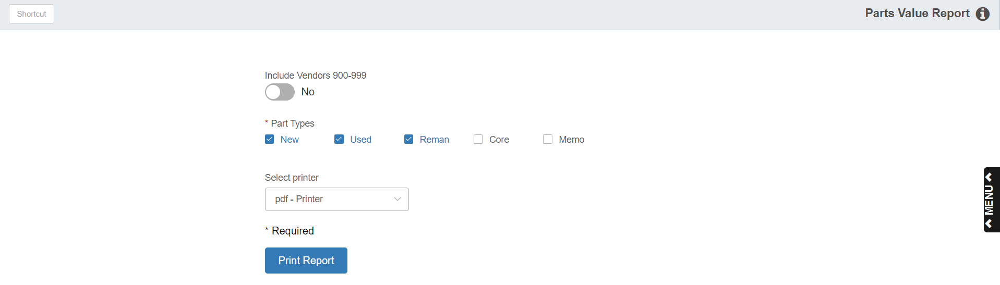 Shortcut
Parts Value Report
Include Vendors 900-999
No
* Part Types
New Used Reman Core Memo
Select printer
pdf - Printer
MENU
* Required
Print Report